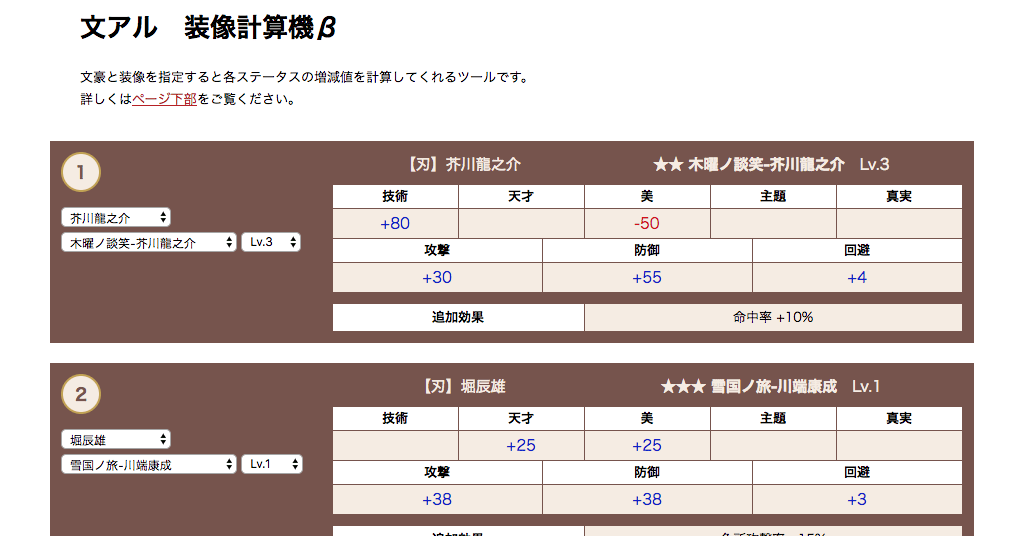 文アル 装像計算機β
文豪と装像を指定すると各ステータスの増減値を計算してくれるツールです。
詳しくはページ下部をご覧ください。
1
【刃】芥川龍之介
★★ 木曜ノ談笑-芥川龍之介 Lv.3
芥川龍之介
木曜ノ談笑-芥川龍之介 Lv.3
技術 天才 美 主題 真実
+80 -50
攻撃 防御 回避
+30 +55 +4
追加効果 命中率 +10%
2
【刃】堀辰雄
★★★ 雪国ノ旅-川端康成 Lv.1
堀辰雄
雪国ノ旅-川端康成 Lv.1
技術 天才 美 主題 真実
+25 +25
攻撃 防御 回避
+38 +38 +3